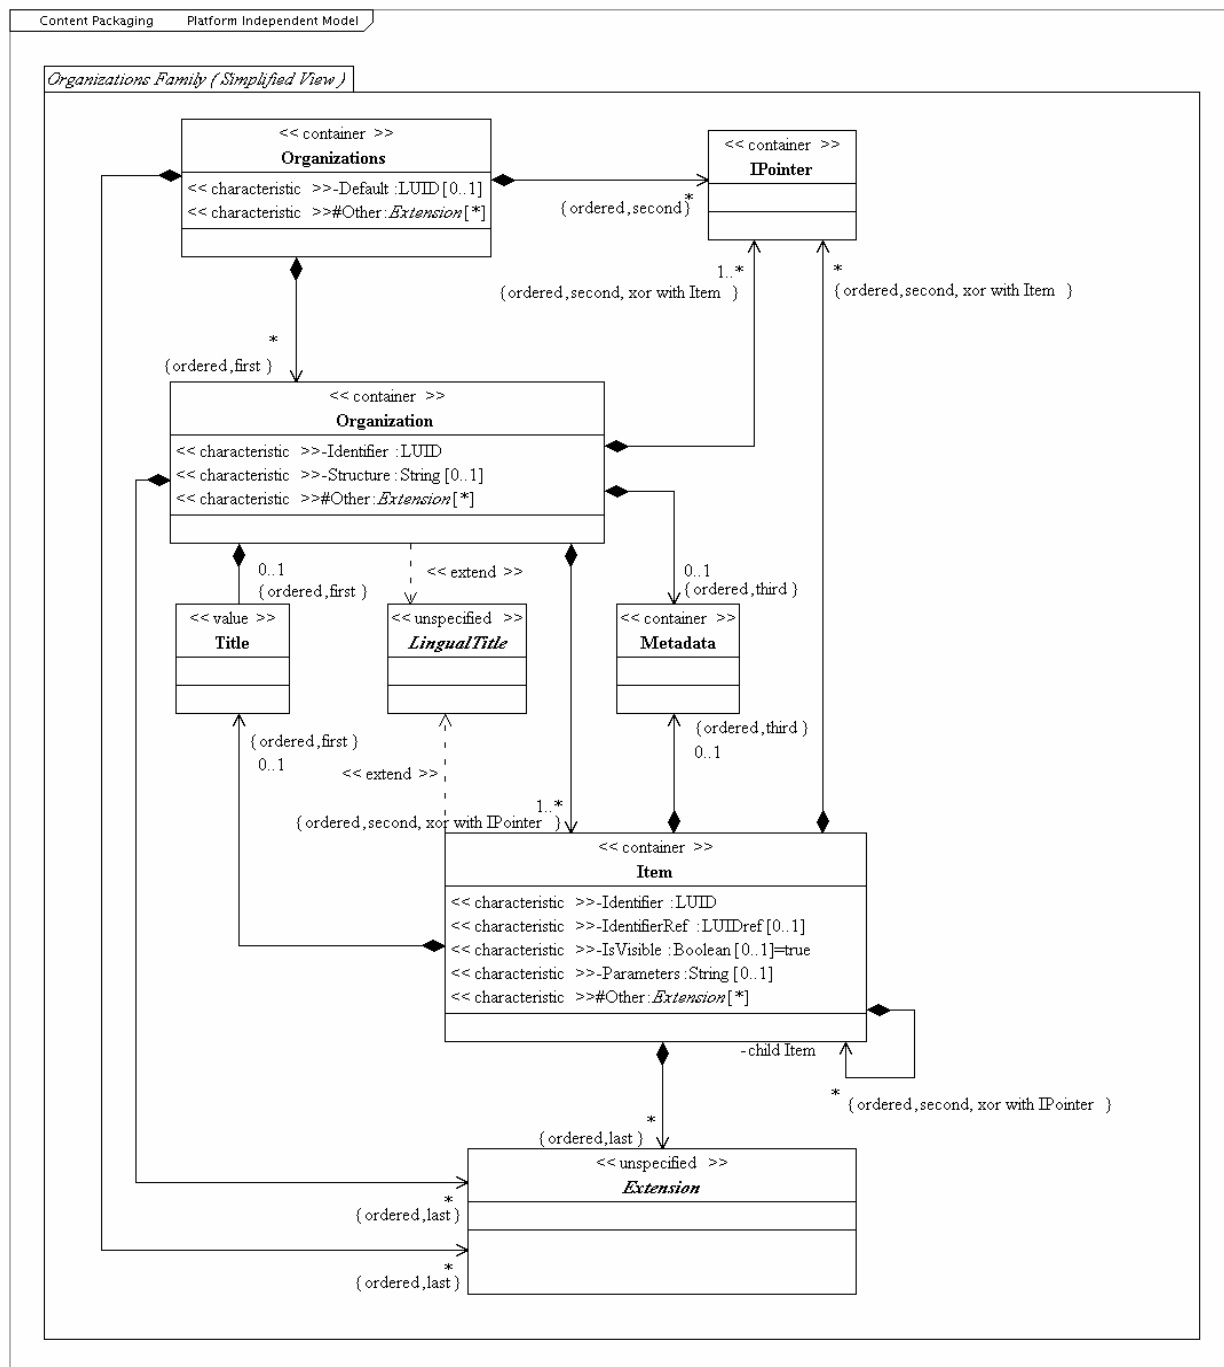 Content Packaging Platform Independent Model
Organizations Family ( Simplified View )
<< container >>
Organizations
<< characteristic >>-Default :LUID [0..1]
<< characteristic >>#Other:Extension[*]
<< container >>
IPointer
*
{ordered,second}
1..*
{ordered,second, xor with Item }
*
{ordered,second, xor with Item }
*
{ordered,first }
<< container >>
Organization
<< characteristic >>-Identifier :LUID
<< characteristic >>-Structure :String [0..1]
<< characteristic >>#Other:Extension[*]
0..1
{ordered,first }
<< extend >>
0..1
{ordered,third }
<< value >>
Title
<< unspecified >>
LingualTitle
<< container >>
Metadata
{ordered,first }
0..1
<< extend >>
{ordered,third }
0..1
1..*
{ordered,second, xor with IPointer }
<< container >>
Item
<< characteristic >>-Identifier :LUID
<< characteristic >>-IdentifierRef :LUIDref [0..1]
<< characteristic >>-IsVisible :Boolean [0..1]=true
<< characteristic >>-Parameters :String [0..1]
<< characteristic >>#Other:Extension[*]
-child Item
*
{ordered,second, xor with IPointer }
*
{ordered,last }
<< unspecified >>
Extension
*
{ordered,last}
*
{ordered,last}